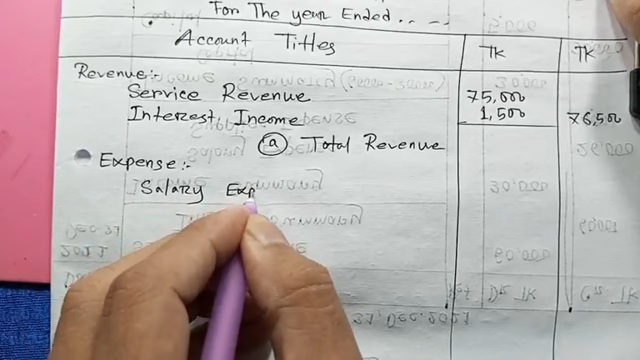 For The year Ended.. ....
Account Titles TK TK
Revenue:-
Service Revenue 75,000
Interest Income 1,500 76,500
(a) Total Revenue
Expense:-
Salary Exp